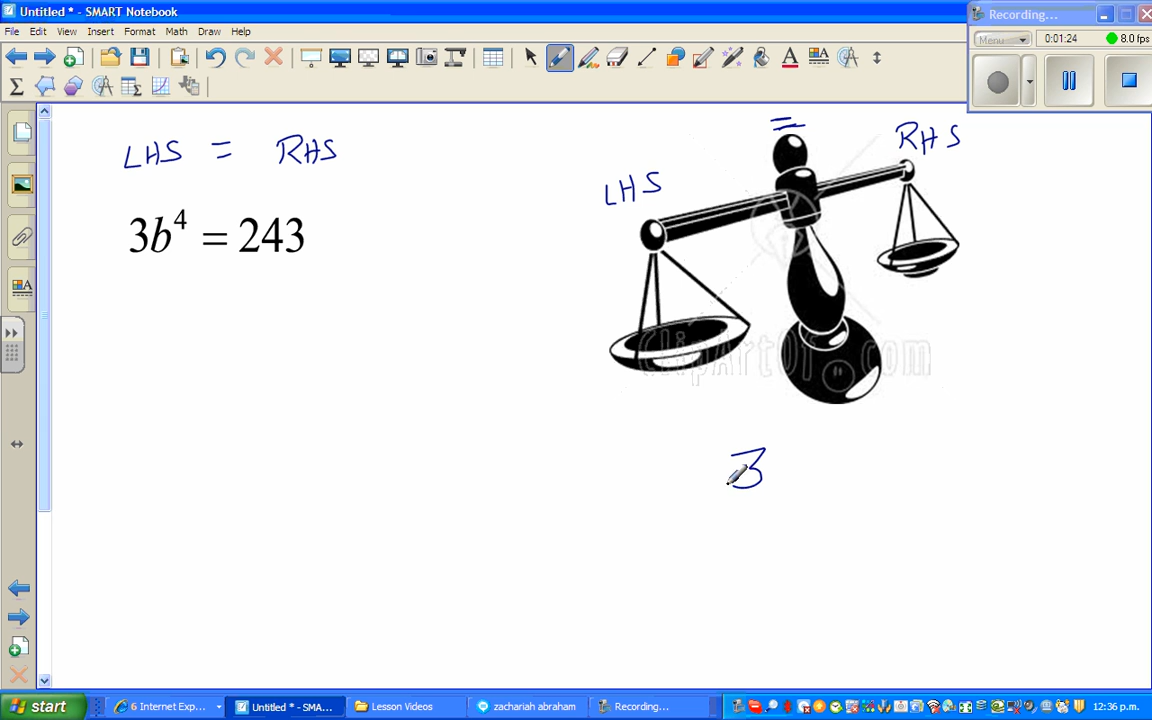 Untitled * - SMART Notebook
Recording...
File Edit View Insert Format Math Draw Help
Menu
0:01:24
8.0 fps
LHS = RHS
=
RHS
LHS
3b⁴ = 243
ClipArtOf.com
3
start
6 Internet Exp...
Untitled * - SMA...
Lesson Videos
zachariah abraham
Recording...
12:36 p.m.